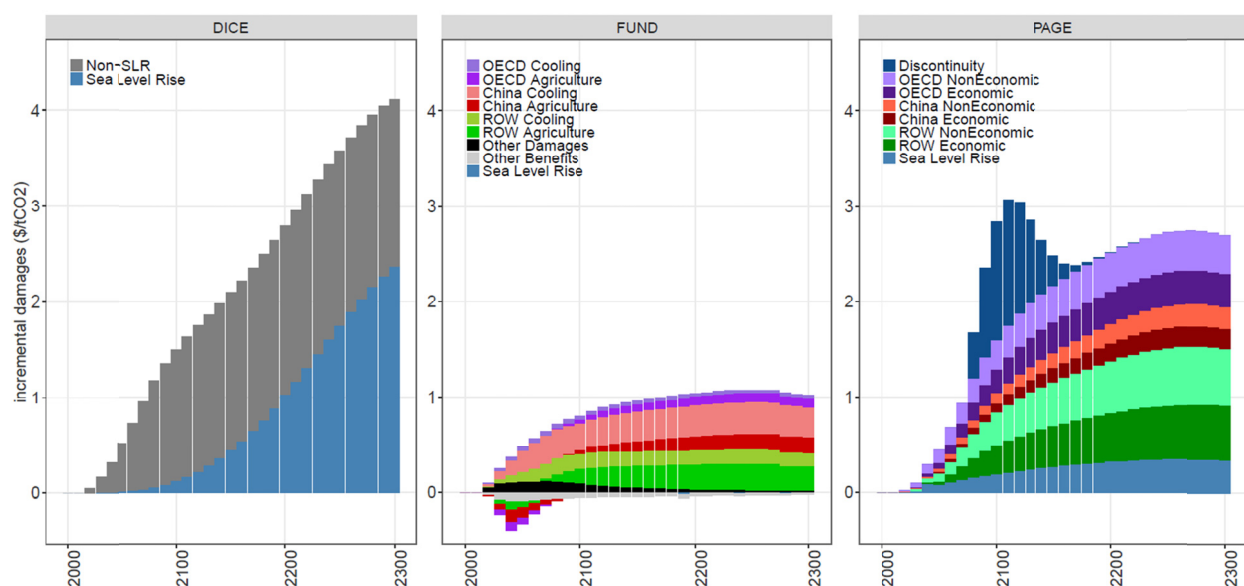 DICE
Non-SLR
Sea Level Rise
incremental damages ($/tCO2)
4
3
2
1
0
2000
2100
2200
2300
FUND
OECD Cooling
OECD Agriculture
China Cooling
China Agriculture
ROW Cooling
ROW Agriculture
Other Damages
Other Benefits
Sea Level Rise
4
3
2
1
0
2000
2100
2200
2300
PAGE
Discontinuity
OECD NonEconomic
OECD Economic
China NonEconomic
China Economic
ROW NonEconomic
ROW Economic
Sea Level Rise
4
3
2
1
0
2000
2100
2200
2300